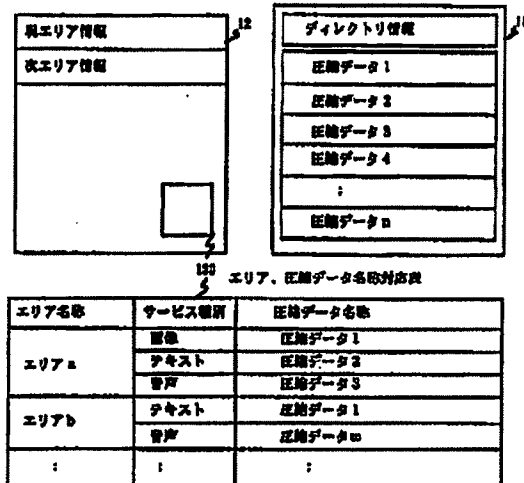 現エリア情報
次エリア情報
12
ディレクトリ情報
圧縮データ1
圧縮データ2
圧縮データ3
圧縮データ4
:
圧縮データn
エリア、圧縮データ名称対応
エリア名称 サービス種別 圧縮データ名称
エリアa
画像 圧縮データ1
テキスト 圧縮データ2
音声 圧縮データ3
エリアb
テキスト 圧縮データ1
音声 圧縮データm
: : :